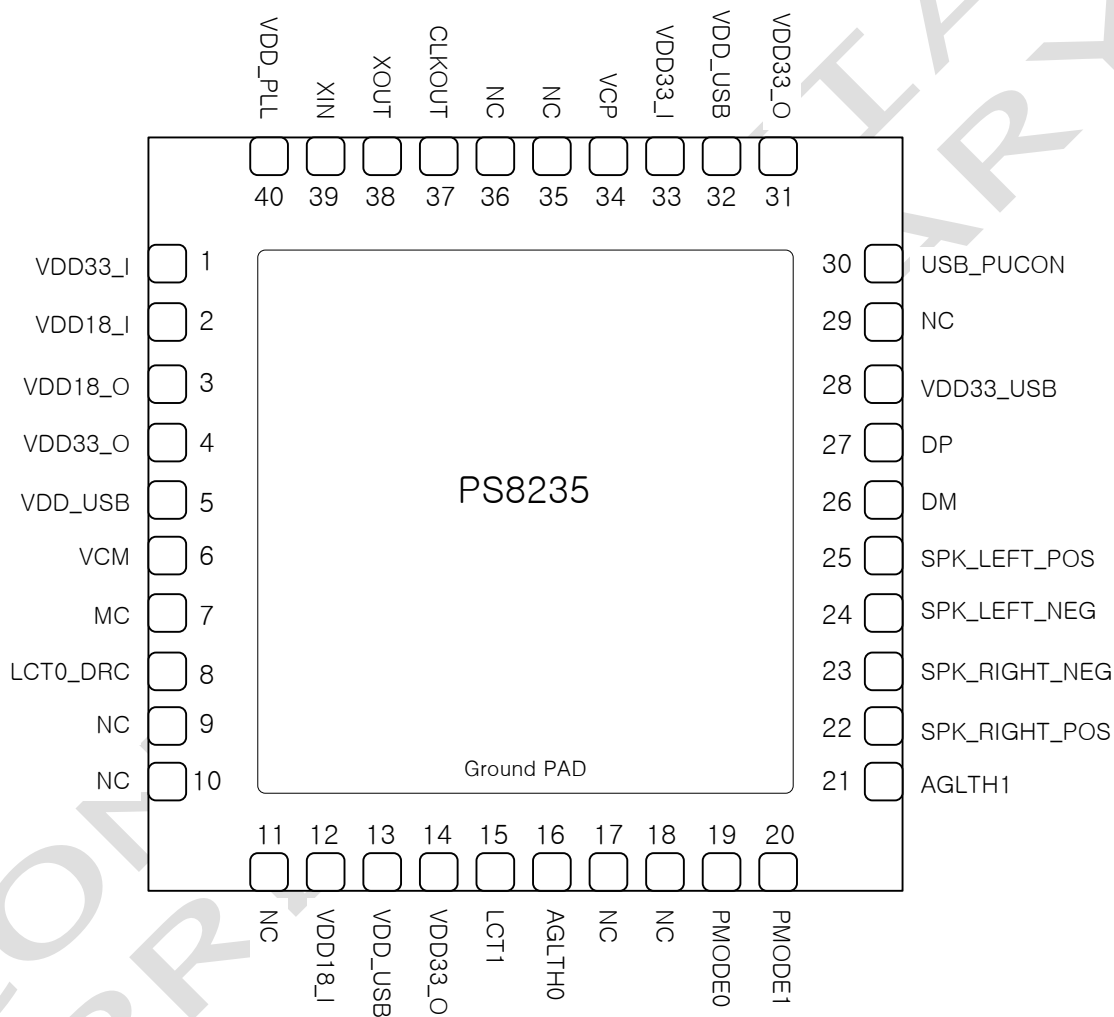 VDD_PLL
XIN
XOUT
CLKOUT
NC
NC
VCP
VDD33_I
VDD_USB
VDD33_O
40 39 38 37 36 35 34 33 32 31
VDD33_I 1
VDD18_I 2
VDD18_O 3
VDD33_O 4
VDD_USB 5
VCM 6
MC 7
LCT0_DRC 8
NC 9
NC 10
PS8235
Ground PAD
30 USB_PUCON
29 NC
28 VDD33_USB
27 DP
26 DM
25 SPK_LEFT_POS
24 SPK_LEFT_NEG
23 SPK_RIGHT_NEG
22 SPK_RIGHT_POS
21 AGLTH1
11 12 13 14 15 16 17 18 19 20
NC
VDD18_I
VDD_USB
VDD33_O
LCT1
AGLTH0
NC
NC
PMODE0
PMODE1